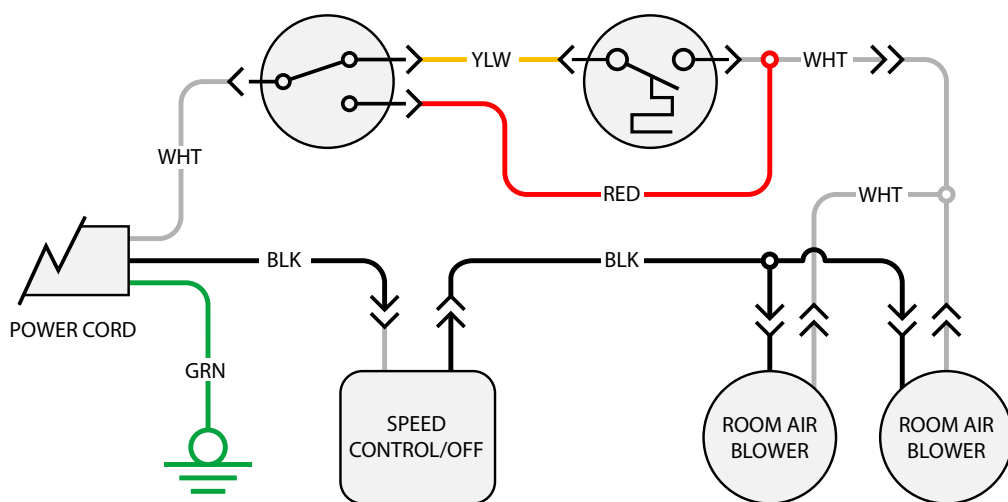 YLW
WHT
WHT
RED
WHT
BLK
BLK
POWER CORD
GRN
SPEED
CONTROL/OFF
ROOM AIR
BLOWER
ROOM AIR
BLOWER